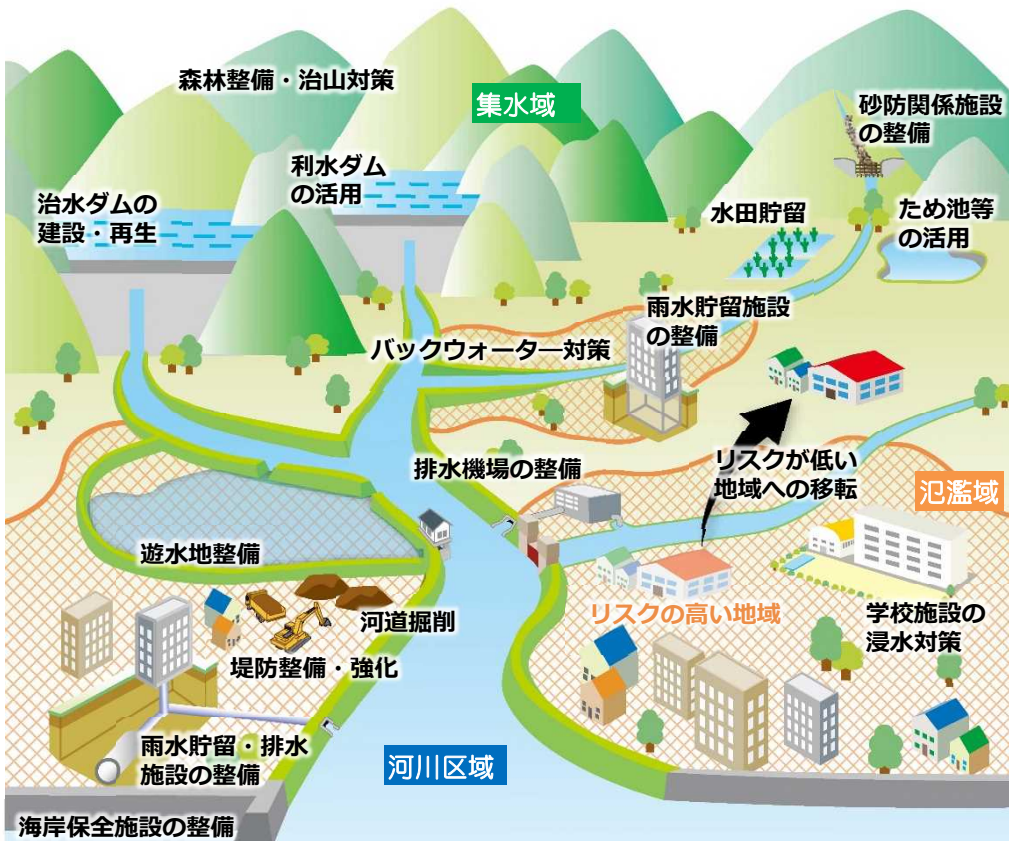 森林整備・治山対策
集水域
砂防関係施設
の整備
利水ダム
の活用
治水ダムの
建設・再生
水田貯留
ため池等
の活用
雨水貯留施設
の整備
バックウォーター対策
排水機場の整備
リスクが低い
地域への移転
氾濫域
遊水地整備
リスクの高い地域
河道掘削
学校施設の
浸水対策
堤防整備・強化
雨水貯留・排水
施設の整備
河川区域
海岸保全施設の整備